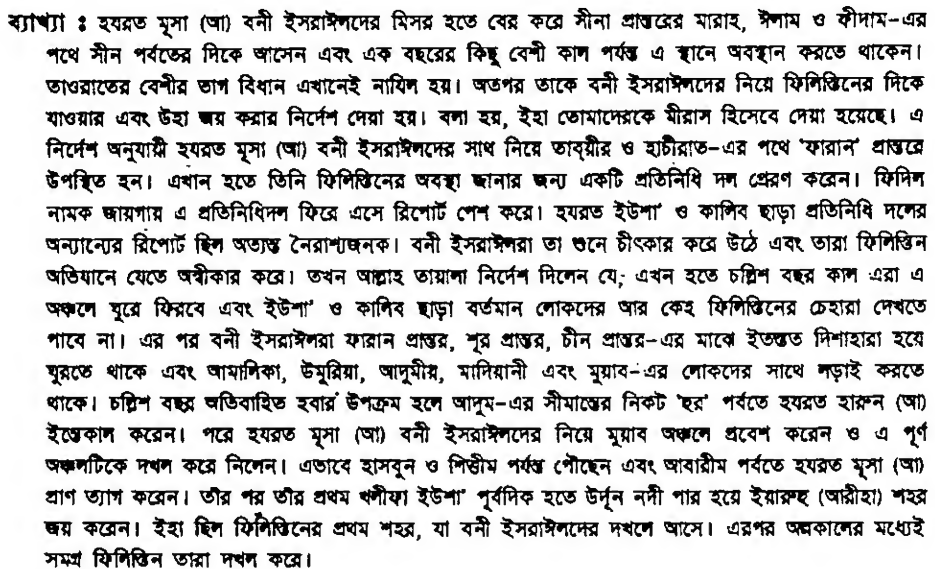 ব্যাখ্যা : হযরত মূসা (আ) বনী ইসরাঈলদের মিসর হতে বের করে সীনা প্রান্তরের মারাহ, ঈলাম ও ফীদাম-এর
পথে সীন পর্বতের দিকে আসেন এবং এক বছরের কিছু বেশী কাল পর্যন্ত এ স্থানে অবস্থান করতে থাকেন।
তাওরাতের বেশীর ভাগ বিধান এখানেই নাযিল হয়। অতপর তাকে বনী ইসরাঈলদের নিয়ে ফিলিস্তিনের দিকে
যাওয়ার এবং উহা জয় করার নির্দেশ দেয়া হয়। বলা হয়, ইহা তোমাদেরকে মীরাস হিসেবে দেয়া হয়েছে। এ
নির্দেশ অনুযায়ী হযরত মূসা (আ) বনী ইসরাঈলদের সাথ নিয়ে তাব্‌য়ীর ও হাচীরাত-এর পথে 'ফারান' প্রান্তরে
উপস্থিত হন। এখান হতে তিনি ফিলিস্তিনের অবস্থা জানার জন্য একটি প্রতিনিধি দল প্রেরণ করেন। ফিদিল
নামক জায়গায় এ প্রতিনিধিদল ফিরে এসে রিপোর্ট পেশ করে। হযরত ইউশা' ও কালিব ছাড়া প্রতিনিধি দলের
অন্যান্যের রিপোর্ট ছিল অত্যন্ত নৈরাশ্যজনক। বনী ইসরাঈলরা তা শুনে চীৎকার করে উঠে এবং তারা ফিলিস্তিন
অভিযানে যেতে অস্বীকার করে। তখন আল্লাহ তায়ালা নির্দেশ দিলেন যে; এখন হতে চল্লিশ বছর কাল এরা এ
অঞ্চলে ঘুরে ফিরবে এবং ইউশা' ও কালিব ছাড়া বর্তমান লোকদের আর কেহ ফিলিস্তিনের চেহারা দেখতে
পাবে না। এর পর বনী ইসরাঈলরা ফারান প্রান্তর, শূর প্রান্তর, চীন প্রান্তর-এর মাঝে ইতস্তত দিশাহারা হয়ে
ঘুরতে থাকে এবং আমালিকা, উমূরিয়া, আদুমীয়, মাদিয়ানী এবং মুয়াব-এর লোকদের সাথে লড়াই করতে
থাকে। চল্লিশ বছর অতিবাহিত হবার উপক্রম হলে আদুম-এর সীমান্তের নিকট 'হুর' পর্বতে হযরত হারুন (আ)
ইন্তেকাল করেন। পরে হযরত মূসা (আ) বনী ইসরাঈলদের নিয়ে মুয়াব অঞ্চলে প্রবেশ করেন ও এ পূর্ণ
অঞ্চলটিকে দখল করে নিলেন। এভাবে হাসবুন ও শিত্তীম পর্যন্ত পৌছেন এবং আবারীম পর্বতে হযরত মূসা (আ)
প্রাণ ত্যাগ করেন। তাঁর পর তাঁর প্রথম খলীফা ইউশা' পূর্বদিক হতে উর্দূন নদী পার হয়ে ইয়ারুহু (আরীহা) শহর
জয় করেন। ইহা ছিল ফিলিস্তিনের প্রথম শহর, যা বনী ইসরাঈলদের দখলে আসে। এরপর অল্পকালের মধ্যেই
সমগ্র ফিলিস্তিন তারা দখল করে।